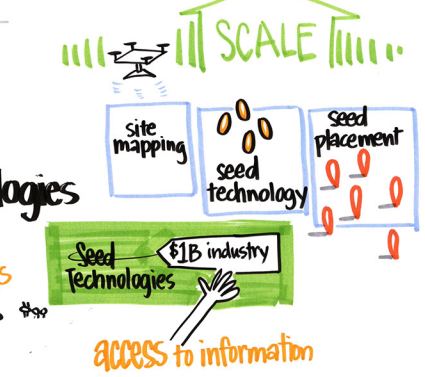 SCALE
site
mapping
seed
technology
seed
placement
logies
Seed
Technologies
$1B industry
access to information